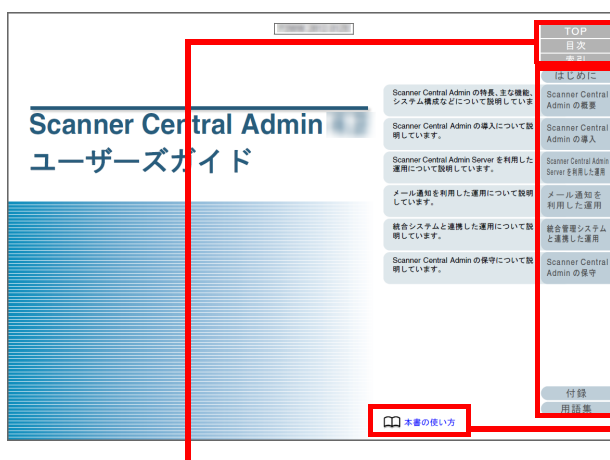 TOP
目次
索引
はじめに
Scanner Central Admin
ユーザーズガイド
Scanner Central Admin の特長、主な機能、
システム構成などについて説明していま
Scanner Central
Admin の概要
Scanner Central Admin の導入について説
明しています。
Scanner Central
Admin の導入
Scanner Central Admin Server を利用した
運用について説明しています。
Scanner Central Admin
Server を利用した運用
メール通知を利用した運用について説明
しています。
メール通知を
利用した運用
統合システムと連携した運用について説
明しています。
統合管理システム
と連携した運用
Scanner Central Admin の保守について説
明しています。
Scanner Central
Admin の保守
付録
用語集
本書の使い方